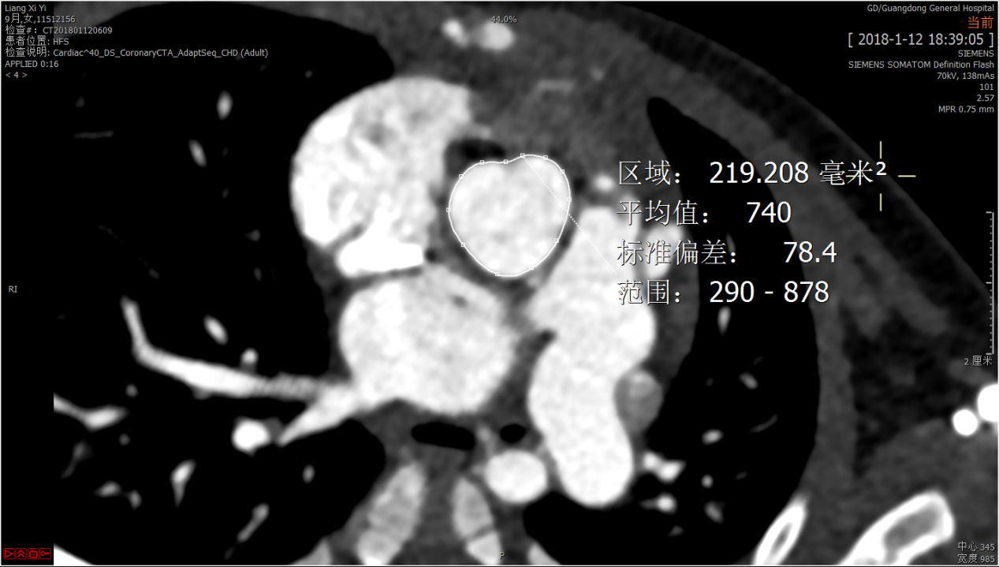 Liang Xi Yi
9月,女,11512156
检查#: CT201801120609
患者位置: HFS
检查说明: Cardiac^40_DS_CoronaryCTA_AdaptSeq_CHD (Adult)
APPLIED 0:16
< 4 >
44.0%
GD/Guangdong General Hospital
当前
[ 2018-1-12 18:39:05 ]
SIEMENS
SIEMENS SOMATOM Definition Flash
70kV, 138mAs
101
2.57
MPR 0.75 mm
区域: 219.208 毫米²
平均值: 740
标准偏差: 78.4
范围: 290 - 878
RI
2 厘米
P
中心 345
宽度 985